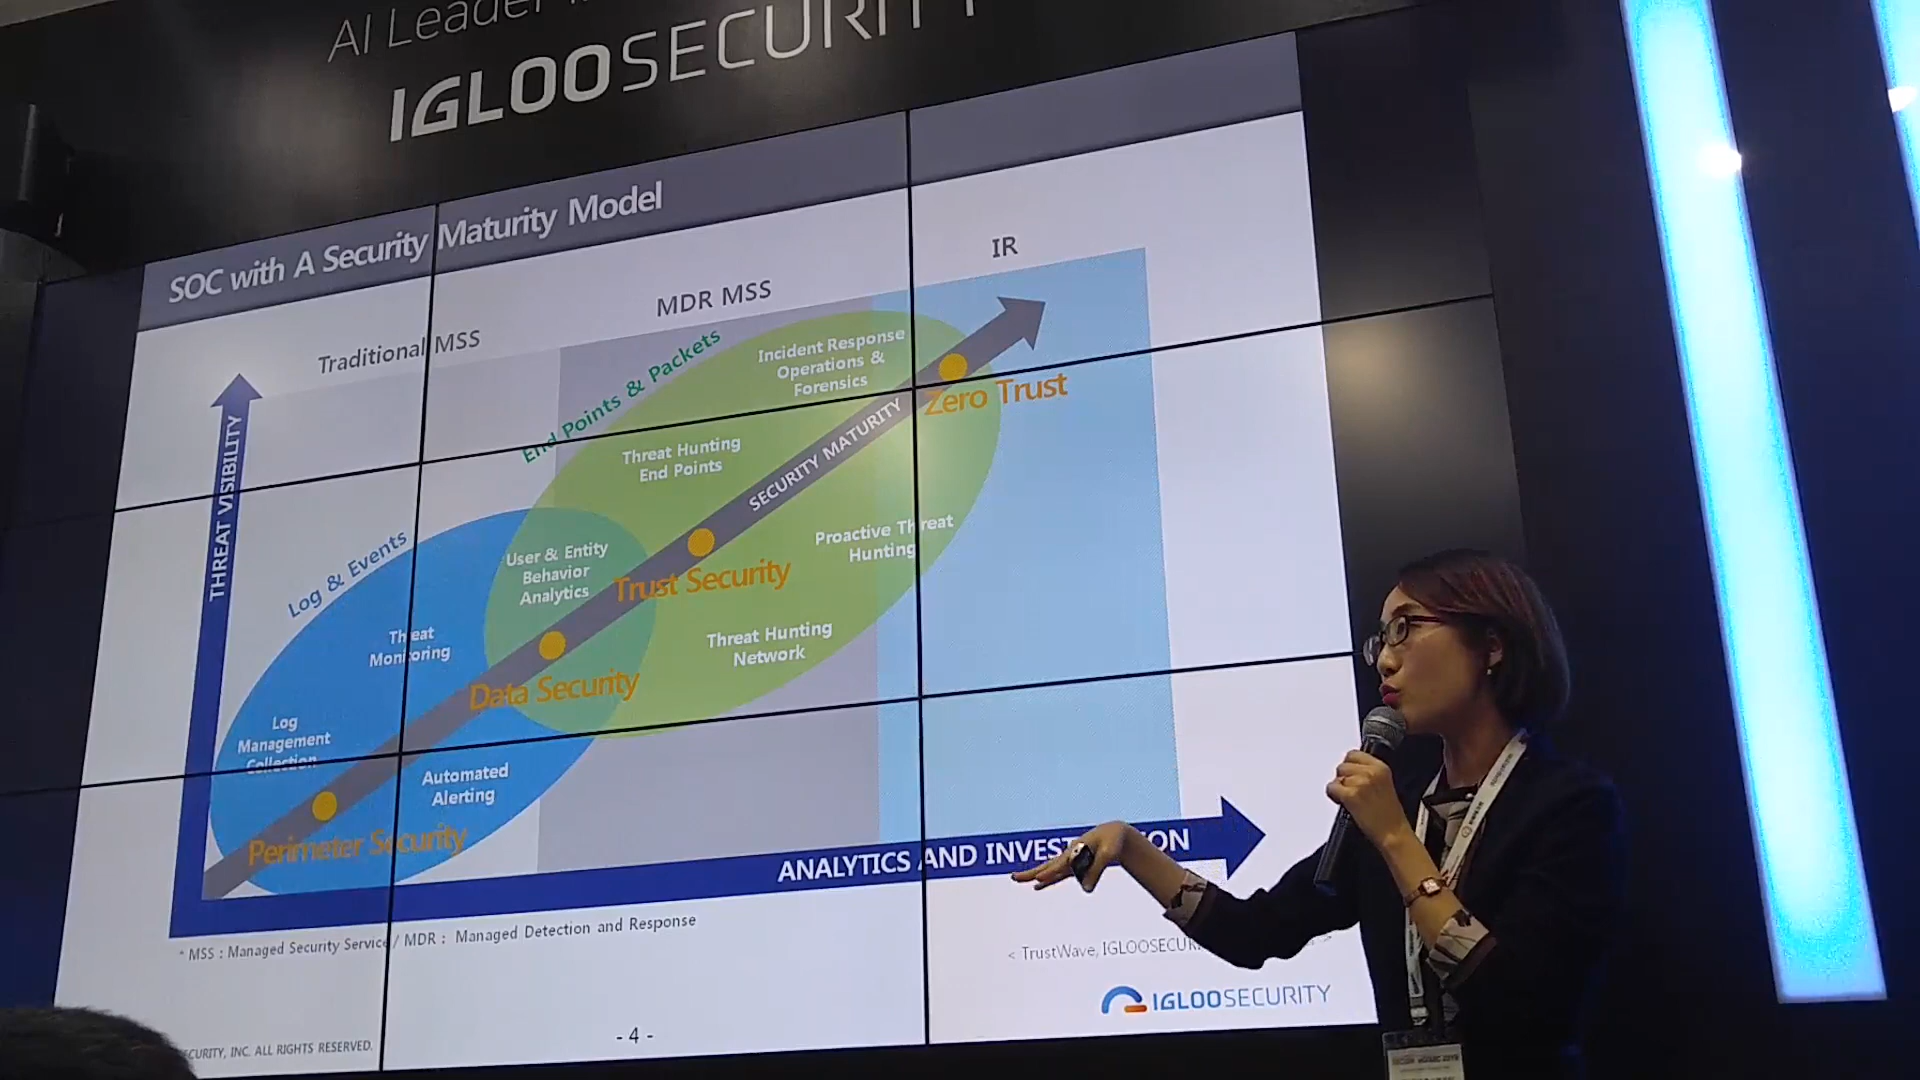 AI Leader
IGLOOSECURITY
SOC with A Security Maturity Model
Traditional MSS
MDR MSS
IR
THREAT VISIBILITY
End Points & Packets
Incident Response
Operations &
Forensics
Zero Trust
SECURITY MATURITY
Threat Hunting
End Points
Proactive Threat
Hunting
Log & Events
User & Entity
Behavior
Analytics
Trust Security
Threat
Monitoring
Threat Hunting
Network
Data Security
Log
Management
Collection
Automated
Alerting
Perimeter Security
ANALYTICS AND
* MSS : Managed Security Service / MDR : Managed Detection and Response
< TrustWave,
IGLOOSECURITY
- 4 -
INC. ALL RIGHTS RESERVED.